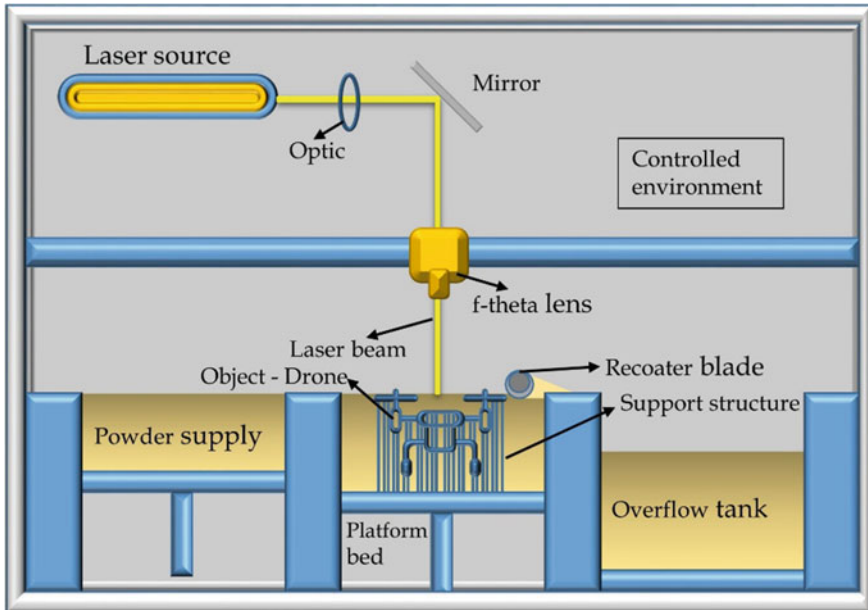 Laser source
Mirror
Optic
Controlled
environment
f-theta lens
Laser beam
Object - Drone
Recoater blade
Support structure
Powder supply
Platform
bed
Overflow tank